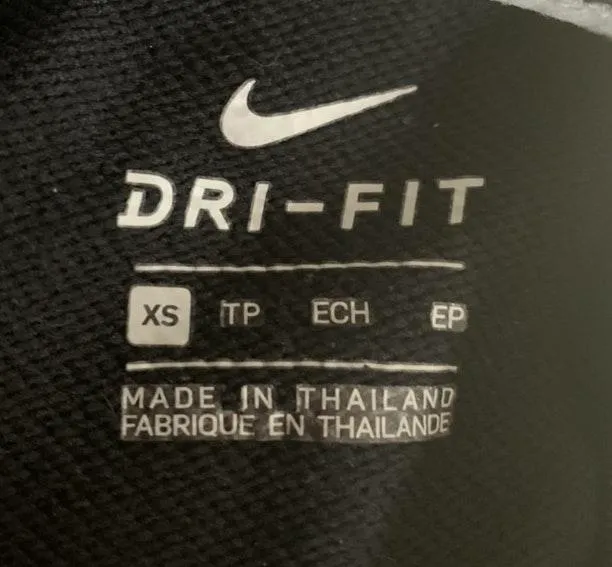 DRI-FIT
XS TP ECH EP
MADE IN THAILAND
FABRIQUE EN THAILANDE